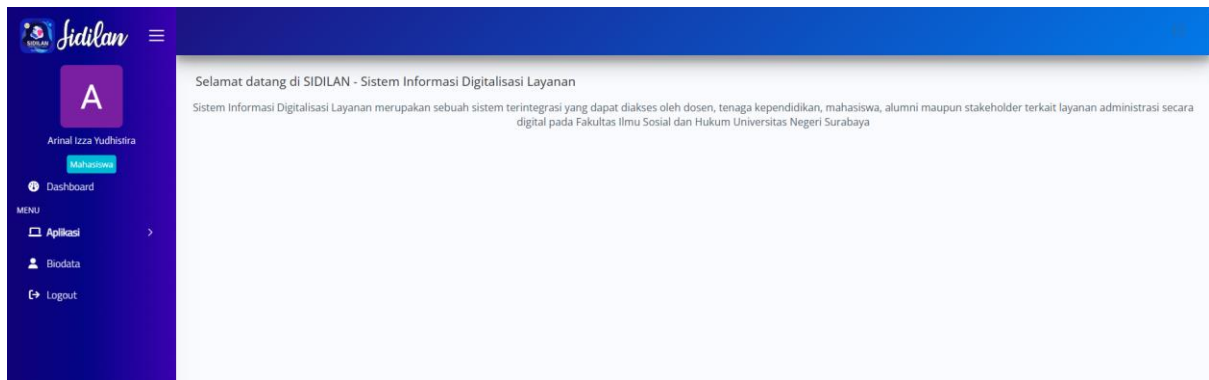 SIDILAN
Sidilan
A
Arinal Izza Yudhistira
Mahasiswa
Dashboard
MENU
Aplikasi
Biodata
Logout
Selamat datang di SIDILAN - Sistem Informasi Digitalisasi Layanan
Sistem Informasi Digitalisasi Layanan merupakan sebuah sistem terintegrasi yang dapat diakses oleh dosen, tenaga kependidikan, mahasiswa, alumni maupun stakeholder terkait layanan administrasi secara
digital pada Fakultas Ilmu Sosial dan Hukum Universitas Negeri Surabaya